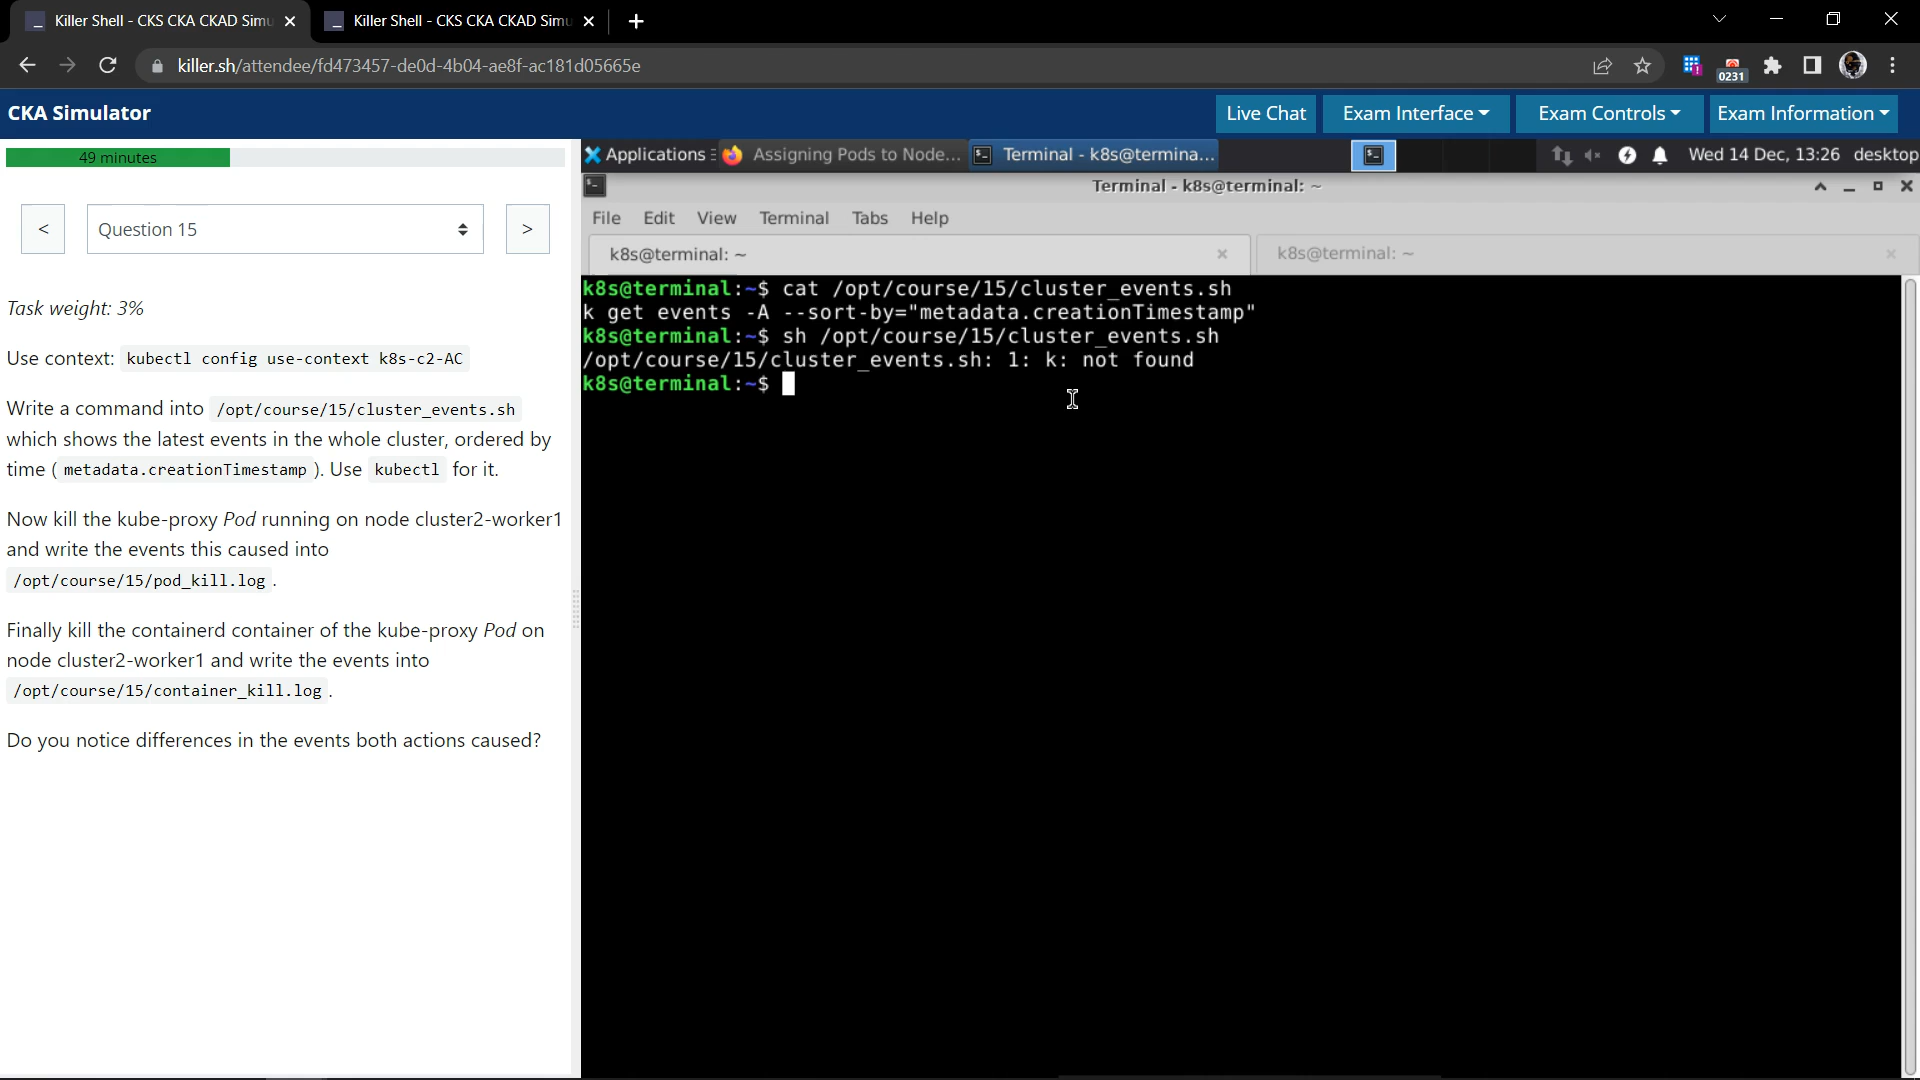 Killer Shell - CKS CKA CKAD Simu
Killer Shell - CKS CKA CKAD Simu
killer.sh/attendee/fd473457-de0d-4b04-ae8f-ac181d05665e
0231
CKA Simulator
Live Chat
Exam Interface
Exam Controls
Exam Information
49 minutes
Applications
Assigning Pods to Node...
Terminal - k8s@termina...
Wed 14 Dec, 13:26
desktop
Terminal - k8s@terminal: ~
File Edit View Terminal Tabs Help
k8s@terminal: ~
k8s@terminal: ~
<
Question 15
>
Task weight: 3%
Use context: kubectl config use-context k8s-c2-AC
Write a command into /opt/course/15/cluster_events.sh
which shows the latest events in the whole cluster, ordered by
time ( metadata.creationTimestamp ). Use kubectl for it.
Now kill the kube-proxy Pod running on node cluster2-worker1
and write the events this caused into
/opt/course/15/pod_kill.log .
Finally kill the containerd container of the kube-proxy Pod on
node cluster2-worker1 and write the events into
/opt/course/15/container_kill.log .
Do you notice differences in the events both actions caused?
k8s@terminal:~$ cat /opt/course/15/cluster_events.sh
k get events -A --sort-by="metadata.creationTimestamp"
k8s@terminal:~$ sh /opt/course/15/cluster_events.sh
/opt/course/15/cluster_events.sh: 1: k: not found
k8s@terminal:~$